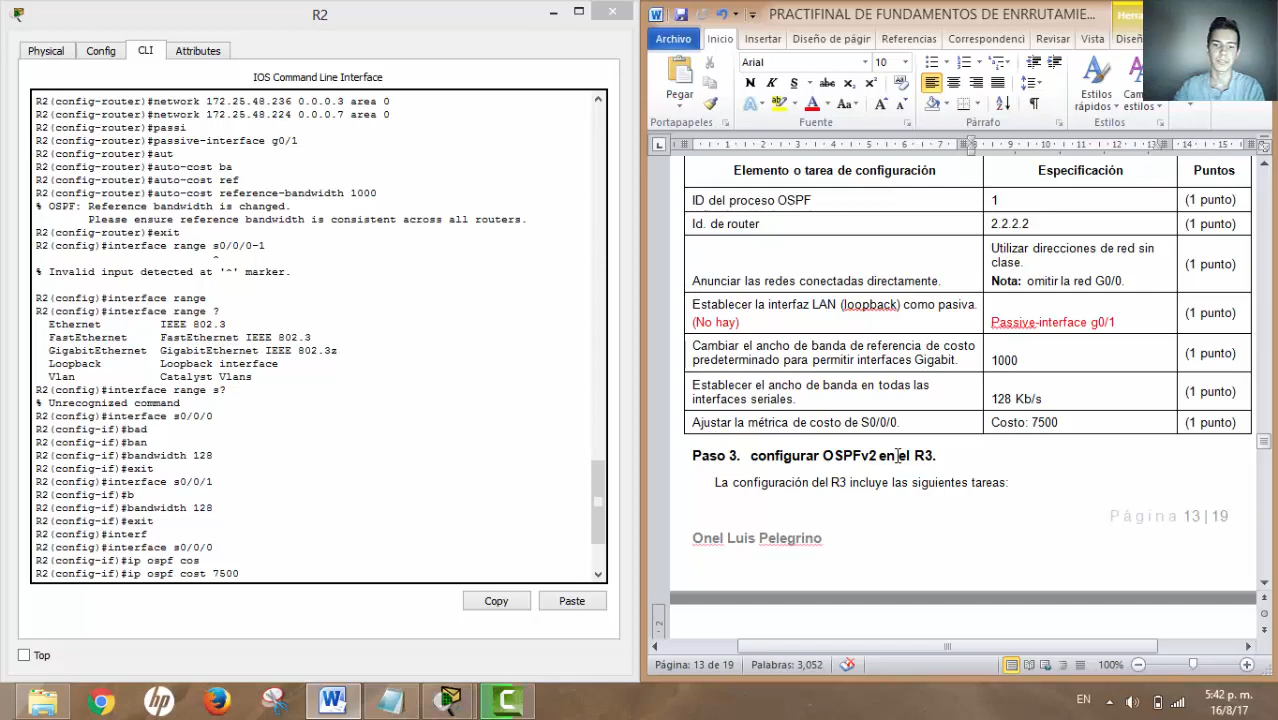 R2
Physical
Config
CLI
Attributes
IOS Command Line Interface
R2(config-router)#network 172.25.48.236 0.0.0.3 area 0
R2(config-router)#network 172.25.48.224 0.0.0.7 area 0
R2(config-router)#passi
R2(config-router)#passive-interface g0/1
R2(config-router)#aut
R2(config-router)#auto-cost ba
R2(config-router)#auto-cost ref
R2(config-router)#auto-cost reference-bandwidth 1000
% OSPF: Reference bandwidth is changed.
Please ensure reference bandwidth is consistent across all routers.
R2(config-router)#exit
R2(config)#interface range s0/0/0-1
^
% Invalid input detected at '^' marker.
R2(config)#interface range
R2(config)#interface range ?
Ethernet IEEE 802.3
FastEthernet FastEthernet IEEE 802.3
GigabitEthernet GigabitEthernet IEEE 802.3z
Loopback Loopback interface
Vlan Catalyst Vlans
R2(config)#interface range s?
% Unrecognized command
R2(config)#interface s0/0/0
R2(config-if)#bad
R2(config-if)#ban
R2(config-if)#bandwidth 128
R2(config-if)#exit
R2(config)#interface s0/0/1
R2(config-if)#b
R2(config-if)#bandwidth 128
R2(config-if)#exit
R2(config)#interf
R2(config)#interface s0/0/0
R2(config-if)#ip ospf cos
R2(config-if)#ip ospf cost 7500
Copy
Paste
Top
PRACTIFINAL DE FUNDAMENTOS DE ENRRUTAMIE...
Herra
Archivo
Inicio
Insertar
Diseño de págir
Referencias
Correspondenci
Revisar
Vista
Diseñ
Arial
10
Pegar
N K S abc x₂ x²
Aa
Estilos rápidos
Cam
estilos
Portapapeles
Fuente
Párrafo
Estilos
Elemento o tarea de configuración Especificación Puntos
ID del proceso OSPF 1 (1 punto)
Id. de router 2.2.2.2 (1 punto)
Anunciar las redes conectadas directamente.
Utilizar direcciones de red sin
clase.
Nota: omitir la red G0/0.
(1 punto)
Establecer la interfaz LAN (loopback) como pasiva.
(No hay)
Passive-interface g0/1
(1 punto)
Cambiar el ancho de banda de referencia de costo
predeterminado para permitir interfaces Gigabit.
1000
(1 punto)
Establecer el ancho de banda en todas las
interfaces seriales.
128 Kb/s
(1 punto)
Ajustar la métrica de costo de S0/0/0. Costo: 7500 (1 punto)
Paso 3. configurar OSPFv2 en el R3.
La configuración del R3 incluye las siguientes tareas:
Página 13|19
Onel Luis Pelegrino
Página: 13 de 19
Palabras: 3,052
100%
EN
5:42 p. m.
16/8/17